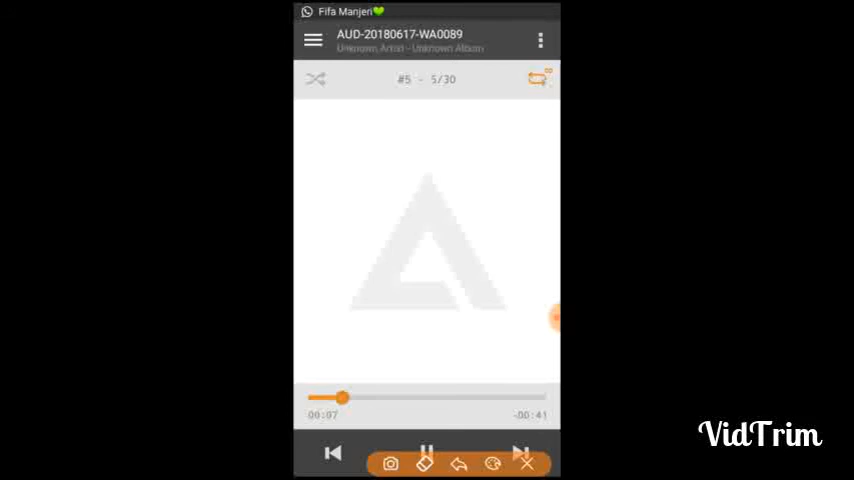 Fifa Manjeri💚
AUD-20180617-WA0089
Unknown Artist - Unknown Album
#5 - 5/30
00:07
-00:41
VidTrim